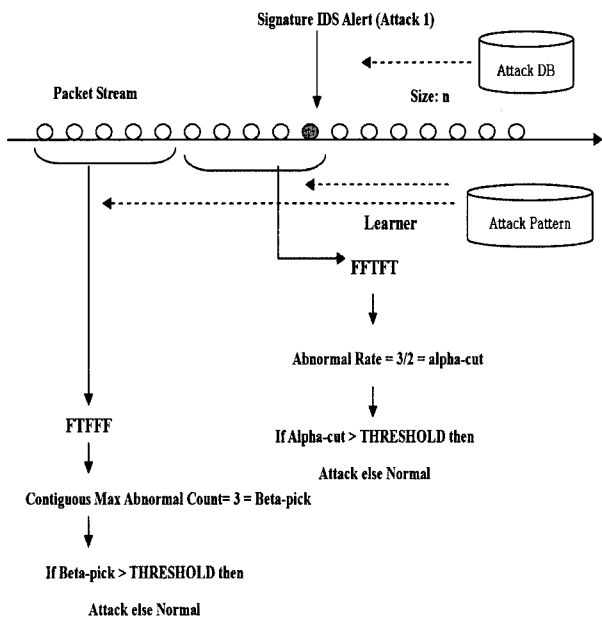 Signature IDS Alert (Attack 1)
Attack DB
Packet Stream
Size: n
Attack Pattern
Learner
FFTFT
Abnormal Rate = 3/2 = alpha-cut
If Alpha-cut > THRESHOLD then
Attack else Normal
FTFFF
Contiguous Max Abnormal Count= 3 = Beta-pick
If Beta-pick > THRESHOLD then
Attack else Normal